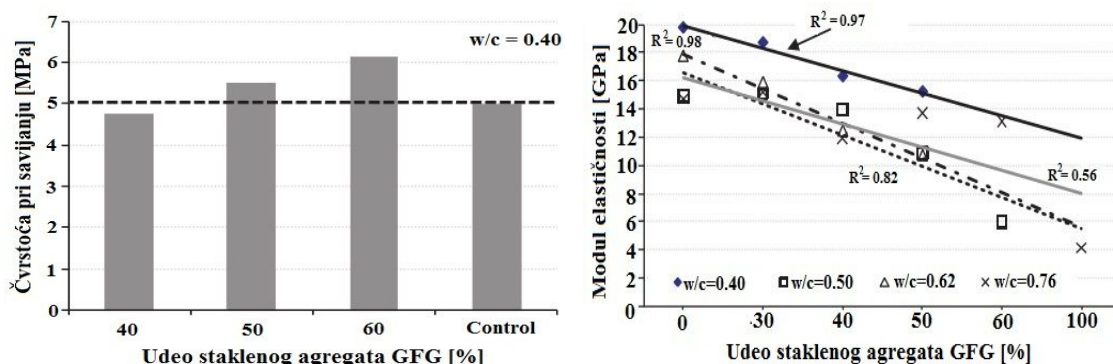 Čvrstoća pri savijanju [MPa]
7
6
5
4
3
2
1
0
w/c = 0.40
40 50 60 Control
Udeo staklenog agregata GFG [%]
Modul elastičnosti [GPa]
20
18
16
14
12
10
8
6
4
2
0
R²=0.98
R²= 0.97
R²= 0.82
R²=0.56
w/c=0.40 w/c=0.50 w/c=0.62 w/c=0.76
0 30 40 50 60 100
Udeo staklenog agregata GFG [%]